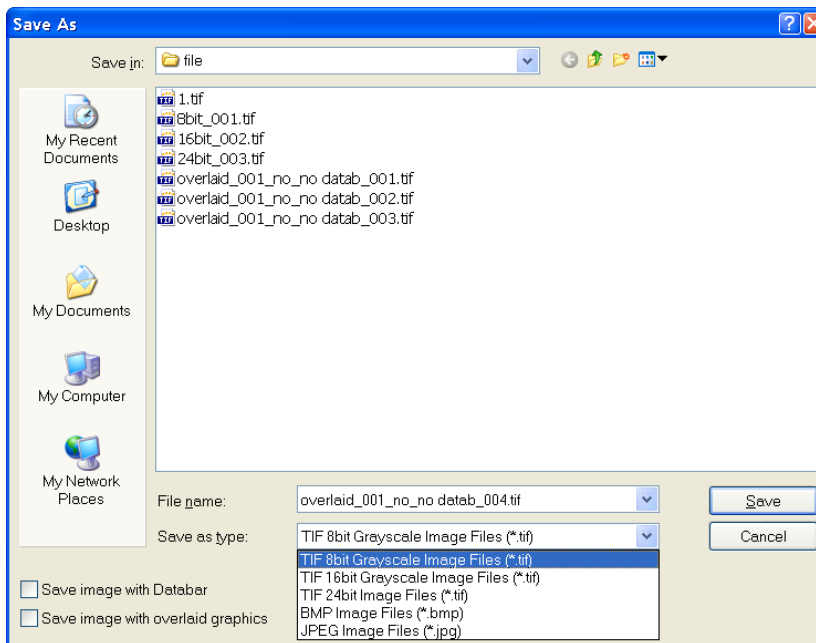 Save As
Save in:
file
1.tif
8bit_001.tif
16bit_002.tif
24bit_003.tif
overlaid_001_no_no datab_001.tif
overlaid_001_no_no datab_002.tif
overlaid_001_no_no datab_003.tif
My Recent
Documents
Desktop
My Documents
My Computer
My Network
Places
File name:
overlaid_001_no_no datab_004.tif
Save
Save as type:
TIF 8bit Grayscale Image Files (*.tif)
Cancel
TIF 8bit Grayscale Image Files (*.tif)
TIF 16bit Grayscale Image Files (*.tif)
TIF 24bit Image Files (*.tif)
BMP Image Files (*.bmp)
JPEG Image Files (*.jpg)
Save image with Databar
Save image with overlaid graphics